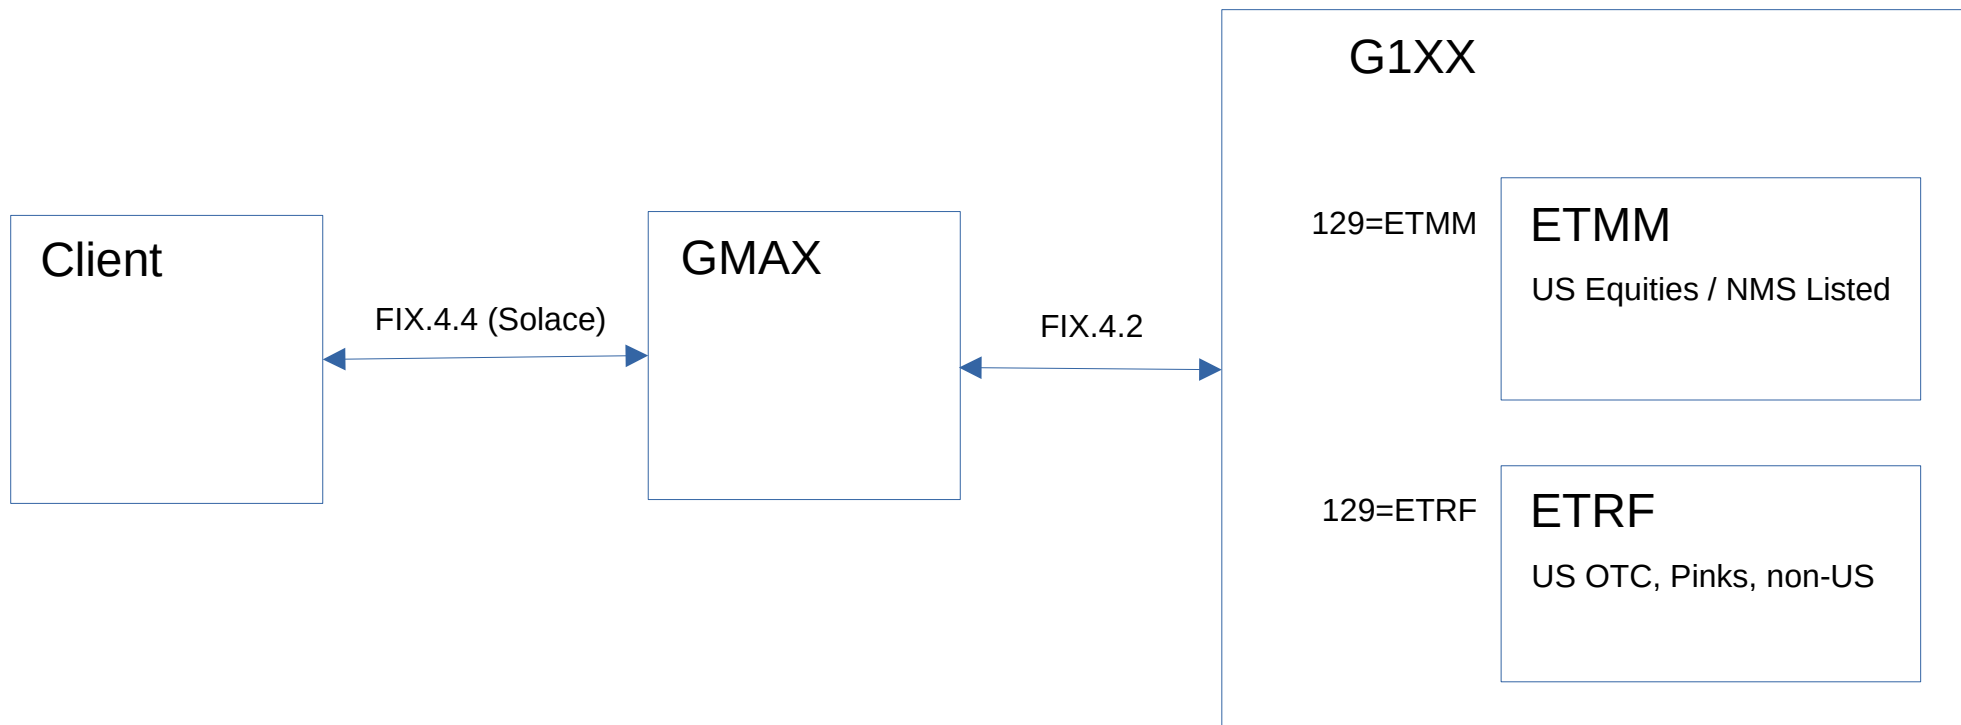 G1XX
129=ETMM
ETMM
US Equities / NMS Listed
Client
GMAX
FIX.4.4 (Solace)
FIX.4.2
129=ETRF
ETRF
US OTC, Pinks, non-US